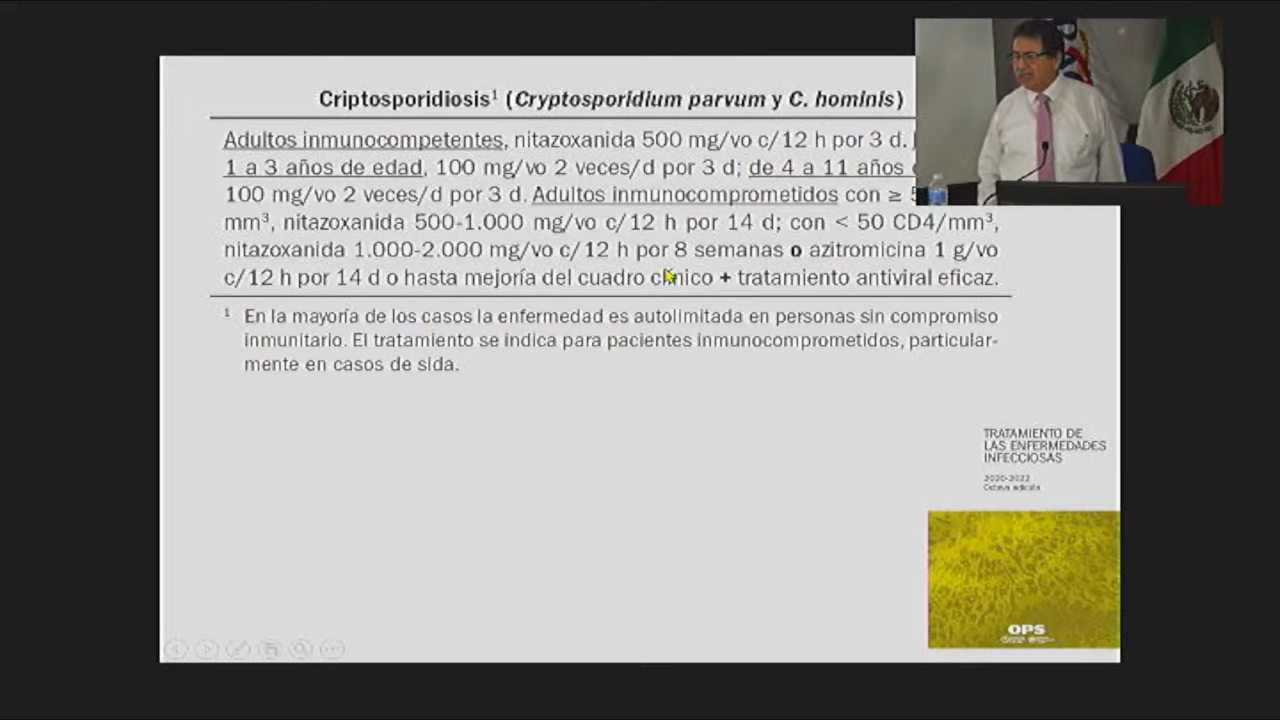 Criptosporidiosis¹ (Cryptosporidium parvum y C. hominis)
Adultos inmunocompetentes, nitazoxanida 500 mg/vo c/12 h por 3 d.
1 a 3 años de edad, 100 mg/vo 2 veces/d por 3 d; de 4 a 11 años
100 mg/vo 2 veces/d por 3 d. Adultos inmunocomprometidos con ≥
mm³, nitazoxanida 500-1.000 mg/vo c/12 h por 14 d; con < 50 CD4/mm³,
nitazoxanida 1.000-2.000 mg/vo c/12 h por 8 semanas o azitromicina 1 g/vo
c/12 h por 14 d o hasta mejoría del cuadro clínico + tratamiento antiviral eficaz.
¹ En la mayoría de los casos la enfermedad es autolimitada en personas sin compromiso
inmunitario. El tratamiento se indica para pacientes inmunocomprometidos, particular-
mente en casos de sida.
TRATAMIENTO DE
LAS ENFERMEDADES
INFECCIOSAS
2020-2022
Octava edición
OPS